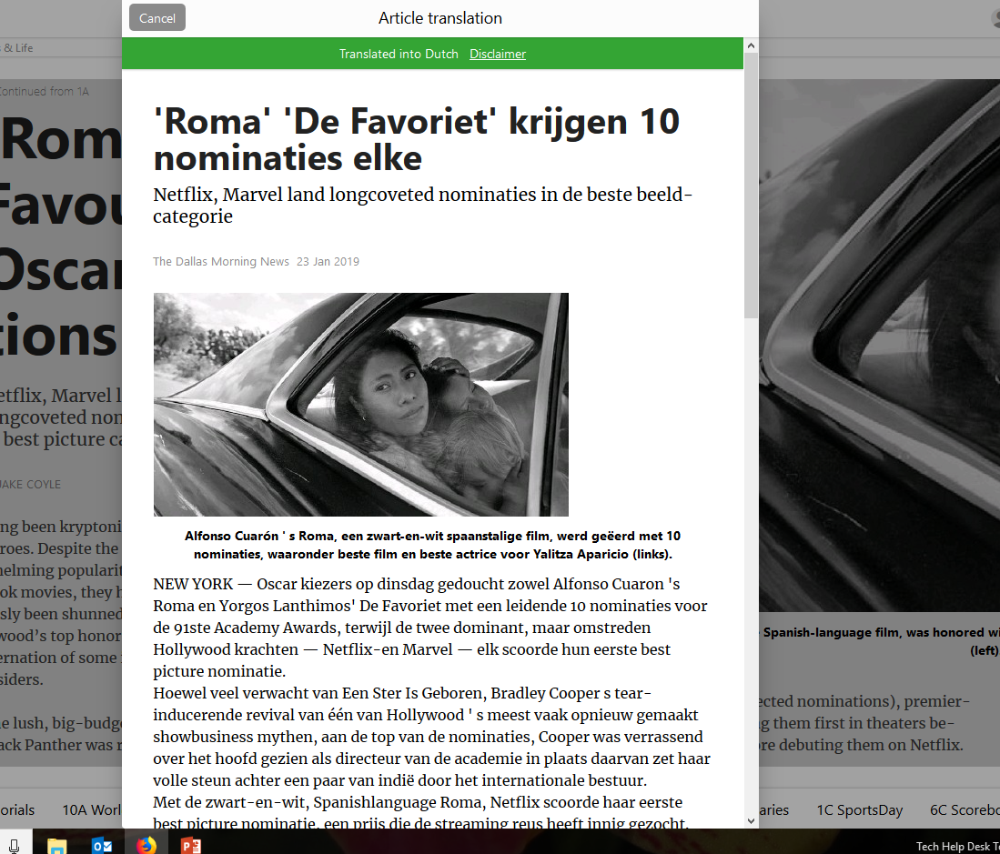 Cancel
Article translation
Translated into Dutch Disclaimer
'Roma' 'De Favoriet' krijgen 10
nominaties elke
Netflix, Marvel land longcoveted nominaties in de beste beeld-
categorie
The Dallas Morning News 23 Jan 2019
Alfonso Cuarón ' s Roma, een zwart-en-wit spaanstalige film, werd geëerd met 10
nominaties, waaronder beste film en beste actrice voor Yalitza Aparicio (links).
NEW YORK — Oscar kiezers op dinsdag gedoucht zowel Alfonso Cuaron 's
Roma en Yorgos Lanthimos' De Favoriet met een leidende 10 nominaties voor
de 91ste Academy Awards, terwijl de twee dominant, maar omstreden
Hollywood krachten — Netflix-en Marvel — elk scoorde hun eerste best
picture nominatie.
Hoewel veel verwacht van Een Ster Is Geboren, Bradley Cooper s tear-
inducerende revival van één van Hollywood ' s meest vaak opnieuw gemaakt
showbusiness mythen, aan de top van de nominaties, Cooper was verrassend
over het hoofd gezien als directeur van de academie in plaats daarvan zet haar
volle steun achter een paar van indië door het internationale bestuur.
Met de zwart-en-wit, Spanishlanguage Roma, Netflix scoorde haar eerste
best picture nominatie, een prijs die de streaming reus heeft innig gezocht.
& Life
ontinued from 1A
Rom
Favou
Oscar
tions
etflix, Marvel l
ngcoveted non
best picture ca
JAKE COYLE
ng been kryptoni
roes. Despite the
helming popularit
ok movies, they h
sly been shunned
wood's top honor
ernation of some
siders.
e lush, big-budge
ack Panther was r
Spanish-language film, was honored wi
(left)
ected nominations), premier-
g them first in theaters be-
ore debuting them on Netflix.
orials 10A Worl
aries 1C SportsDay 6C Scorebo
Tech Help Desk To